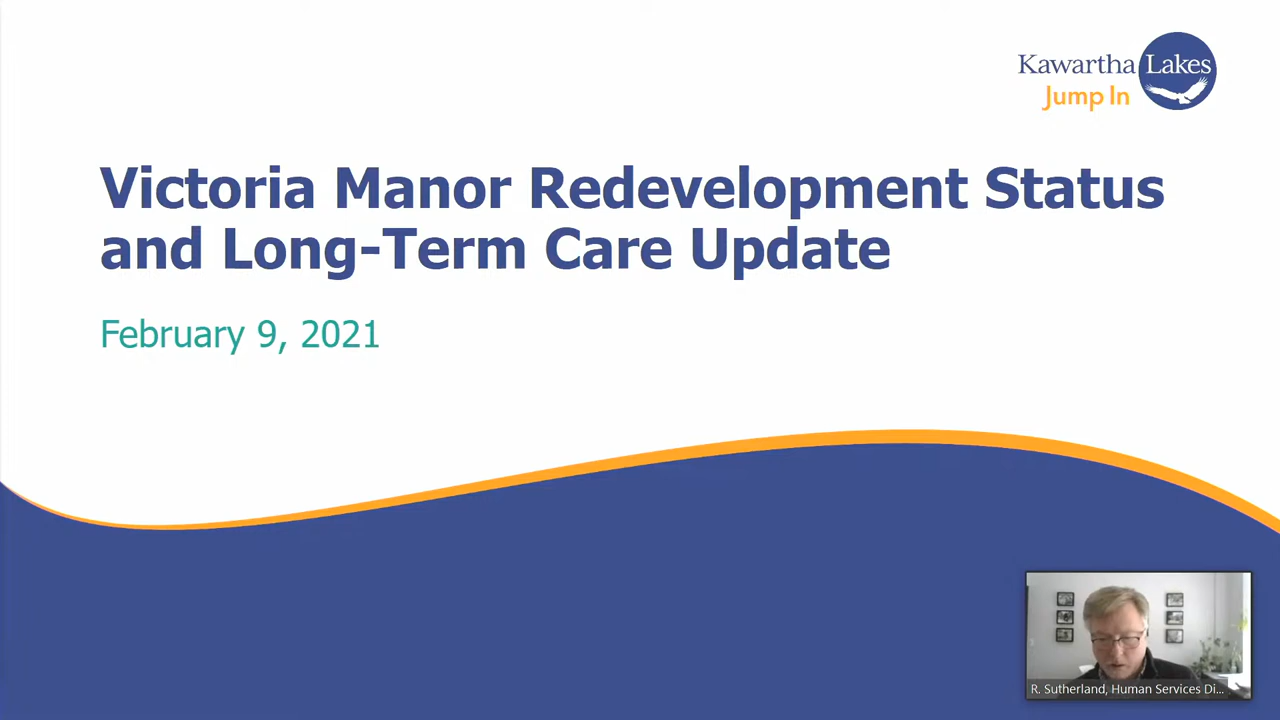 Kawartha Lakes
Jump In
Victoria Manor Redevelopment Status
and Long-Term Care Update
February 9, 2021
R. Sutherland, Human Services Di...